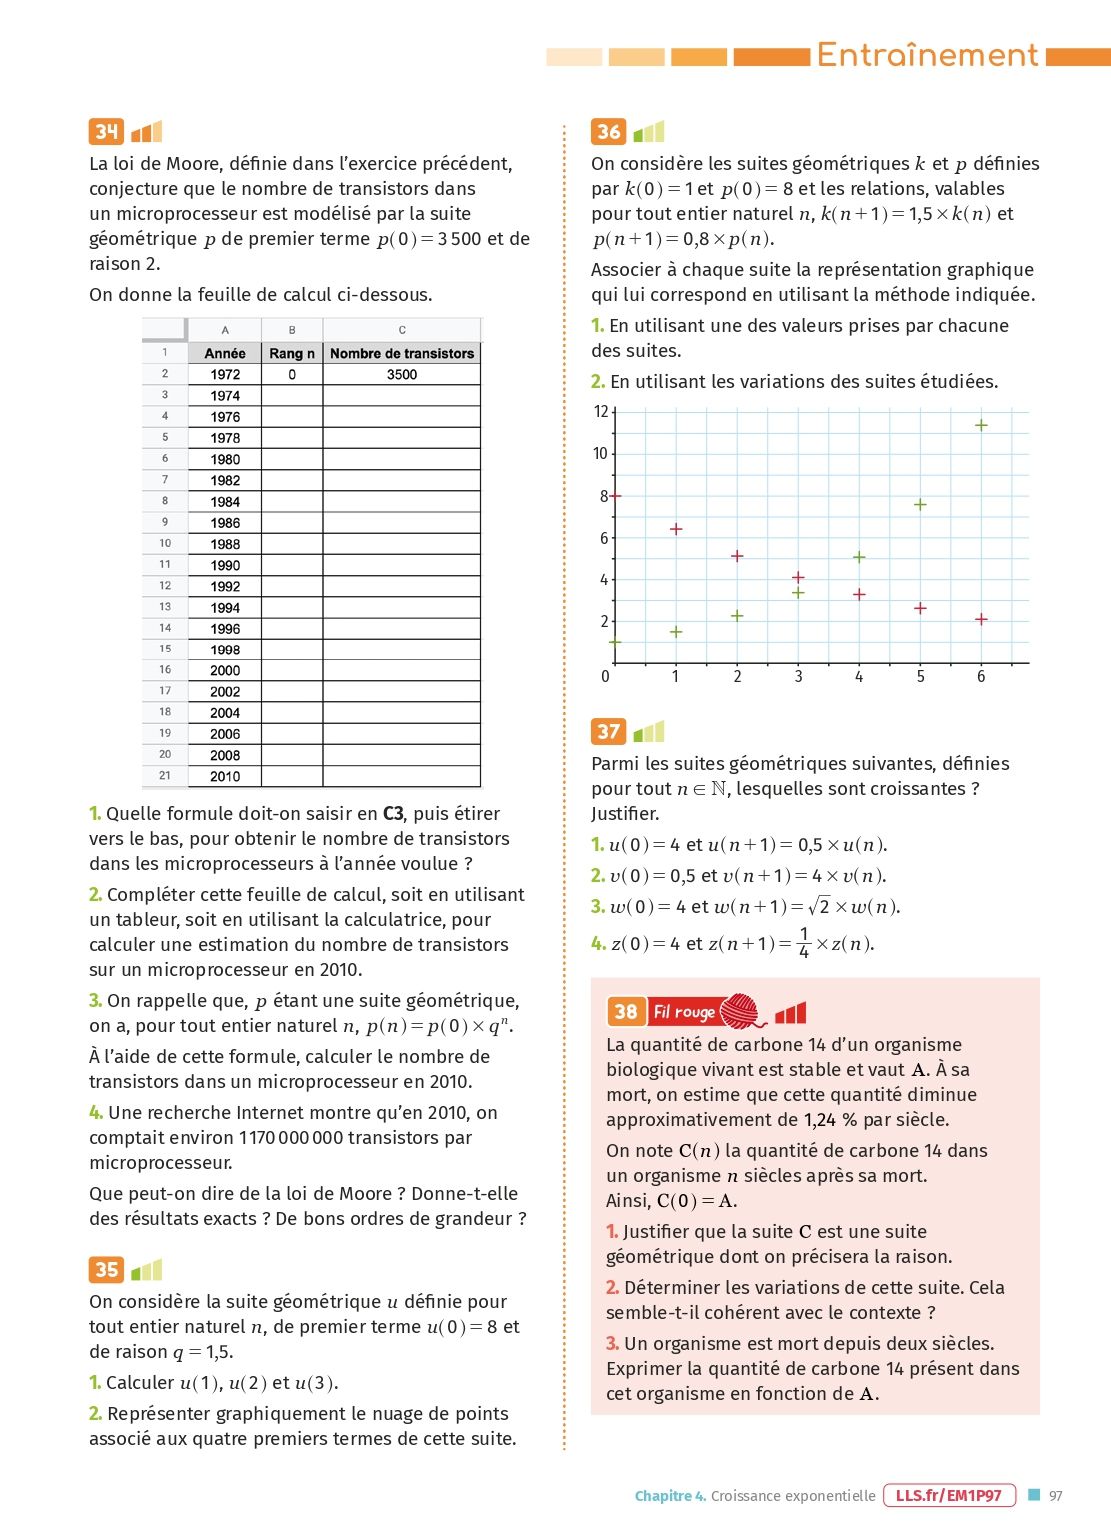 Entraînement
34
La loi de Moore, définie dans l’exercice précédent,
conjecture que le nombre de transistors dans
un microprocesseur est modélisé par la suite
géométrique p de premier terme p(0) = 3 500 et de
raison 2.
On donne la feuille de calcul ci-dessous.
A B C
1 Année Rang n Nombre de transistors
2 1972 0 3500
3 1974
4 1976
5 1978
6 1980
7 1982
8 1984
9 1986
10 1988
11 1990
12 1992
13 1994
14 1996
15 1998
16 2000
17 2002
18 2004
19 2006
20 2008
21 2010
1. Quelle formule doit-on saisir en C3, puis étirer
vers le bas, pour obtenir le nombre de transistors
dans les microprocesseurs à l’année voulue ?
2. Compléter cette feuille de calcul, soit en utilisant
un tableur, soit en utilisant la calculatrice, pour
calculer une estimation du nombre de transistors
sur un microprocesseur en 2010.
3. On rappelle que, p étant une suite géométrique,
on a, pour tout entier naturel n, p(n) = p(0) × qⁿ.
À l’aide de cette formule, calculer le nombre de
transistors dans un microprocesseur en 2010.
4. Une recherche Internet montre qu’en 2010, on
comptait environ 1 170 000 000 transistors par
microprocesseur.
Que peut-on dire de la loi de Moore ? Donne-t-elle
des résultats exacts ? De bons ordres de grandeur ?
35
On considère la suite géométrique u définie pour
tout entier naturel n, de premier terme u(0) = 8 et
de raison q = 1,5.
1. Calculer u(1), u(2) et u(3).
2. Représenter graphiquement le nuage de points
associé aux quatre premiers termes de cette suite.
36
On considère les suites géométriques k et p définies
par k(0) = 1 et p(0) = 8 et les relations, valables
pour tout entier naturel n, k(n + 1) = 1,5 × k(n) et
p(n + 1) = 0,8 × p(n).
Associer à chaque suite la représentation graphique
qui lui correspond en utilisant la méthode indiquée.
1. En utilisant une des valeurs prises par chacune
des suites.
2. En utilisant les variations des suites étudiées.
12
10
8
6
4
2
0 1 2 3 4 5 6
37
Parmi les suites géométriques suivantes, définies
pour tout n ∈ ℕ, lesquelles sont croissantes ?
Justifier.
1. u(0) = 4 et u(n + 1) = 0,5 × u(n).
2. v(0) = 0,5 et v(n + 1) = 4 × v(n).
3. w(0) = 4 et w(n + 1) = √2 × w(n).
4. z(0) = 4 et z(n + 1) = 1/4 × z(n).
38 Fil rouge
La quantité de carbone 14 d’un organisme
biologique vivant est stable et vaut A. À sa
mort, on estime que cette quantité diminue
approximativement de 1,24 % par siècle.
On note C(n) la quantité de carbone 14 dans
un organisme n siècles après sa mort.
Ainsi, C(0) = A.
1. Justifier que la suite C est une suite
géométrique dont on précisera la raison.
2. Déterminer les variations de cette suite. Cela
semble-t-il cohérent avec le contexte ?
3. Un organisme est mort depuis deux siècles.
Exprimer la quantité de carbone 14 présent dans
cet organisme en fonction de A.
Chapitre 4. Croissance exponentielle LLS.fr/EM1P97 97